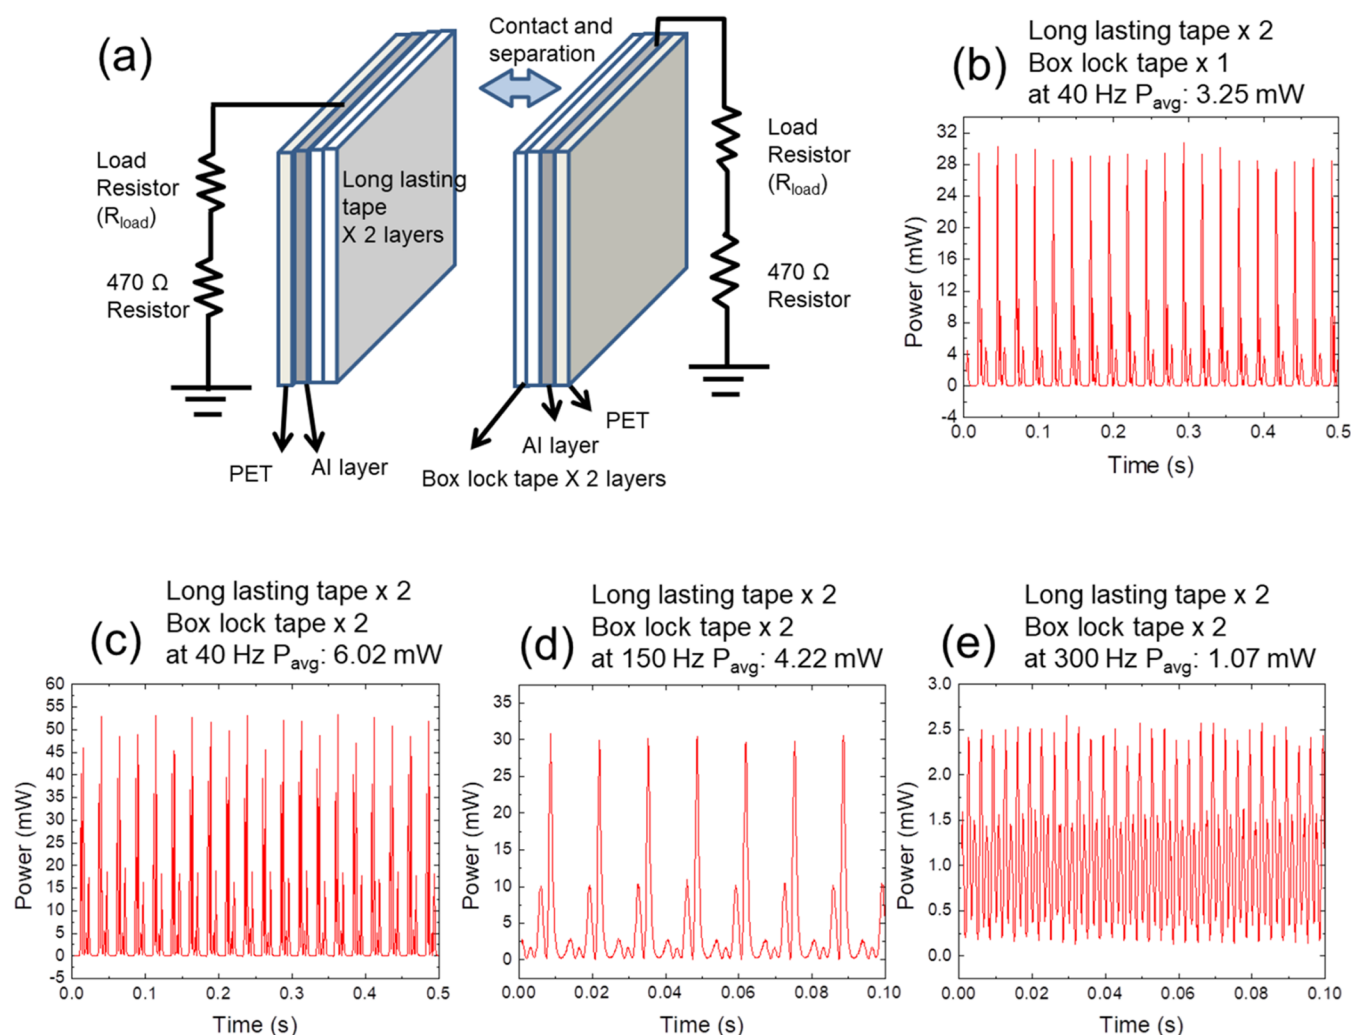 (a)
Contact and
separation
Load
Resistor
(Rload)
470 Ω
Resistor
Long lasting
tape
X 2 layers
Load
Resistor
(Rload)
470 Ω
Resistor
PET
Al layer
PET
Al layer
Box lock tape X 2 layers
(b)
Long lasting tape x 2
Box lock tape x 1
at 40 Hz Pavg: 3.25 mW
Power (mW)
32
28
24
20
16
12
8
4
0
-4
0.0 0.1 0.2 0.3 0.4 0.5
Time (s)
(c)
Long lasting tape x 2
Box lock tape x 2
at 40 Hz Pavg: 6.02 mW
Power (mW)
60
55
50
45
40
35
30
25
20
15
10
5
0
-5
0.0 0.1 0.2 0.3 0.4 0.5
Time (s)
(d)
Long lasting tape x 2
Box lock tape x 2
at 150 Hz Pavg: 4.22 mW
Power (mW)
35
30
25
20
15
10
5
0
0.00 0.02 0.04 0.06 0.08 0.10
Time (s)
(e)
Long lasting tape x 2
Box lock tape x 2
at 300 Hz Pavg: 1.07 mW
Power (mW)
3.0
2.5
2.0
1.5
1.0
0.5
0.0
0.00 0.02 0.04 0.06 0.08 0.10
Time (s)